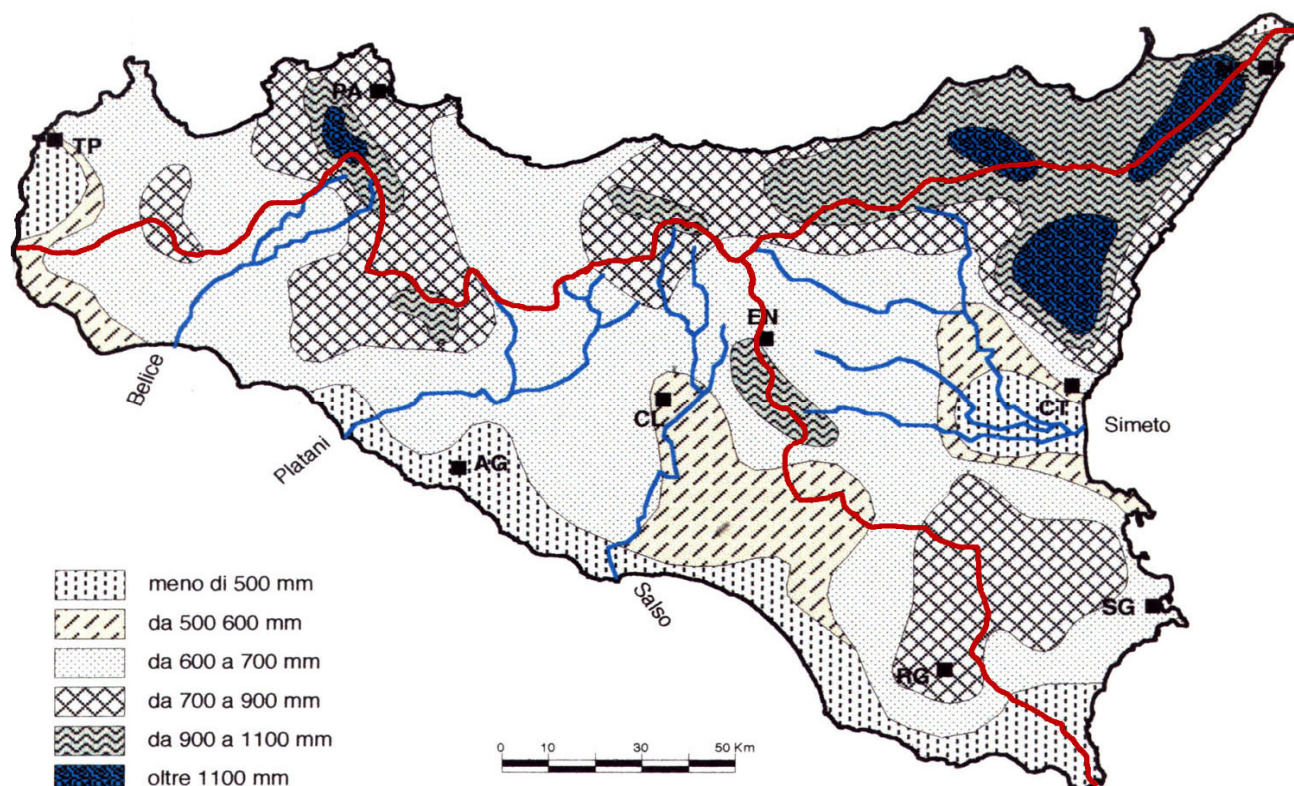 PA
TP
EN
CL
CT
AG
SG
RG
Belice
Platani
Salso
Simeto
meno di 500 mm
da 500 600 mm
da 600 a 700 mm
da 700 a 900 mm
da 900 a 1100 mm
oltre 1100 mm
0 10 20 35 50 Km